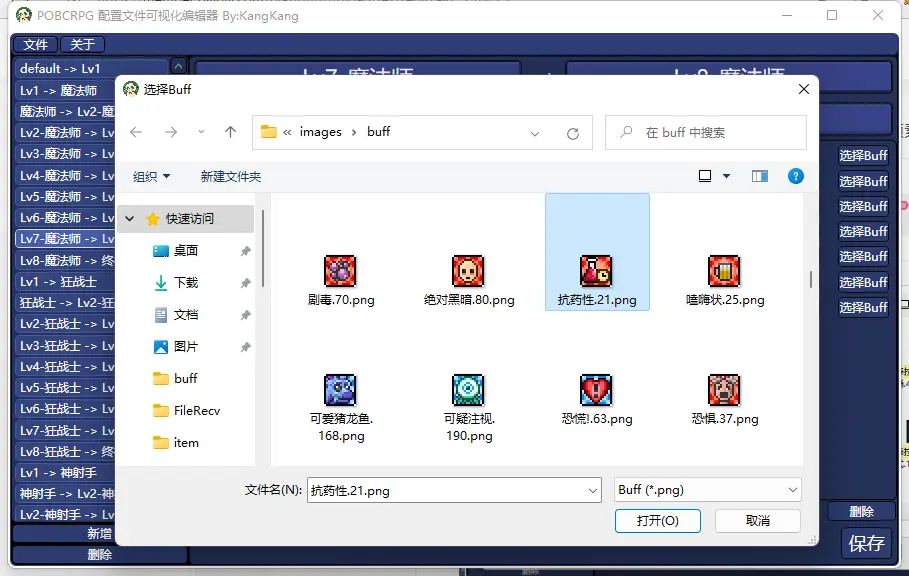 POBCRPG 配置文件可视化编辑器 By:KangKang
文件 关于
default -> Lv1
Lv1 -> 魔法师
魔法师 -> Lv2-魔
Lv2-魔法师 -> Lv
Lv3-魔法师 -> Lv
Lv4-魔法师 -> Lv
Lv5-魔法师 -> Lv
Lv6-魔法师 -> Lv
Lv7-魔法师 -> Lv
Lv8-魔法师 -> 终
Lv1 -> 狂战士
狂战士 -> Lv2-狂
Lv2-狂战士 -> Lv
Lv3-狂战士 -> Lv
Lv4-狂战士 -> Lv
Lv5-狂战士 -> Lv
Lv6-狂战士 -> Lv
Lv7-狂战士 -> Lv
Lv8-狂战士 -> 终
Lv1 -> 神射手
神射手 -> Lv2-神
Lv2-神射手 -> Lv
新增
删除
Lv7-魔法师 -> Lv8-魔法师
选择Buff
images › buff
在 buff 中搜索
组织 新建文件夹
快速访问
桌面
下载
文档
图片
buff
FileRecv
item
剧毒.70.png
绝对黑暗.80.png
抗药性.21.png
嗑嗨状.25.png
可爱猪龙鱼.
168.png
可疑注视.
190.png
恐慌!.63.png
恐惧.37.png
文件名(N): 抗药性.21.png Buff (*.png)
打开(O) 取消
选择Buff
选择Buff
选择Buff
选择Buff
选择Buff
选择Buff
选择Buff
删除
保存